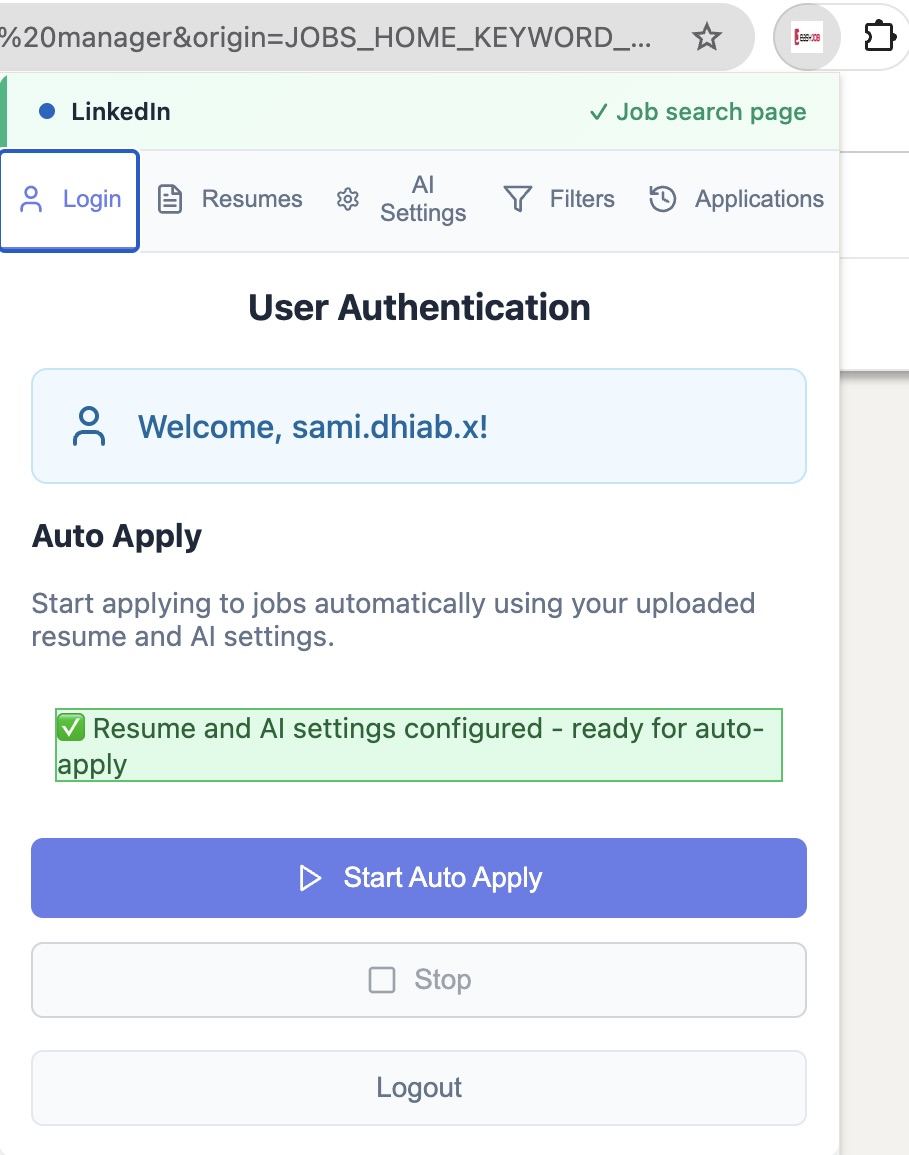 %20manager&origin=JOBS_HOME_KEYWORD_...
LinkedIn
✓ Job search page
Login
Resumes
AI
Settings
Filters
Applications
User Authentication
Welcome, sami.dhiab.x!
Auto Apply
Start applying to jobs automatically using your uploaded
resume and AI settings.
✅ Resume and AI settings configured - ready for auto-
apply
Start Auto Apply
Stop
Logout